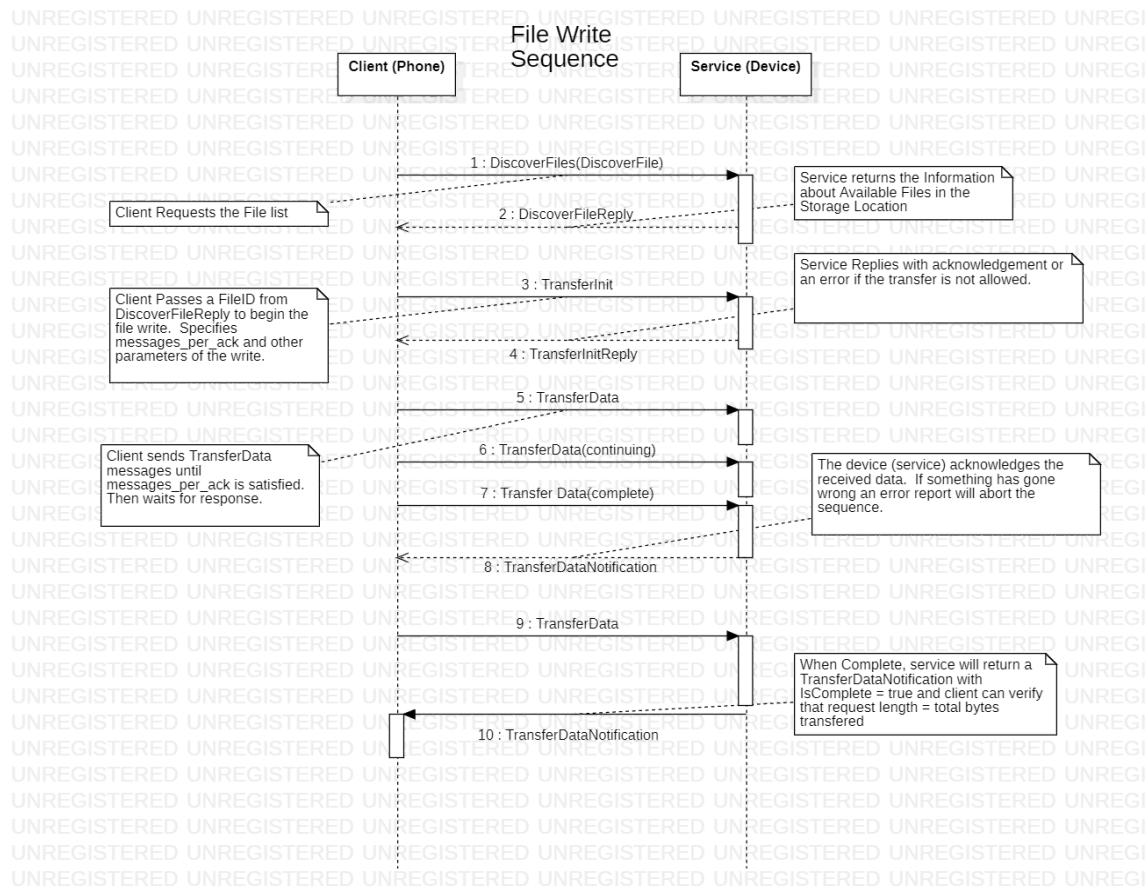 File Write
Sequence
Client (Phone)
Service (Device)
1 : DiscoverFiles(DiscoverFile)
Service returns the Information
about Available Files in the
Storage Location
Client Requests the File list
2 : DiscoverFileReply
Service Replies with acknowledgement or
an error if the transfer is not allowed.
3 : TransferInit
Client Passes a FileID from
DiscoverFileReply to begin the
file write.  Specifies
messages_per_ack and other
parameters of the write.
4 : TransferInitReply
5 : TransferData
Client sends TransferData
messages until
messages_per_ack is satisfied.
Then waits for response.
6 : TransferData(continuing)
The device (service) acknowledges the
received data.  If something has gone
wrong an error report will abort the
sequence.
7 : Transfer Data(complete)
8 : TransferDataNotification
9 : TransferData
When Complete, service will return a
TransferDataNotification with
IsComplete = true and client can verify
that request length = total bytes
transfered
10 : TransferDataNotification